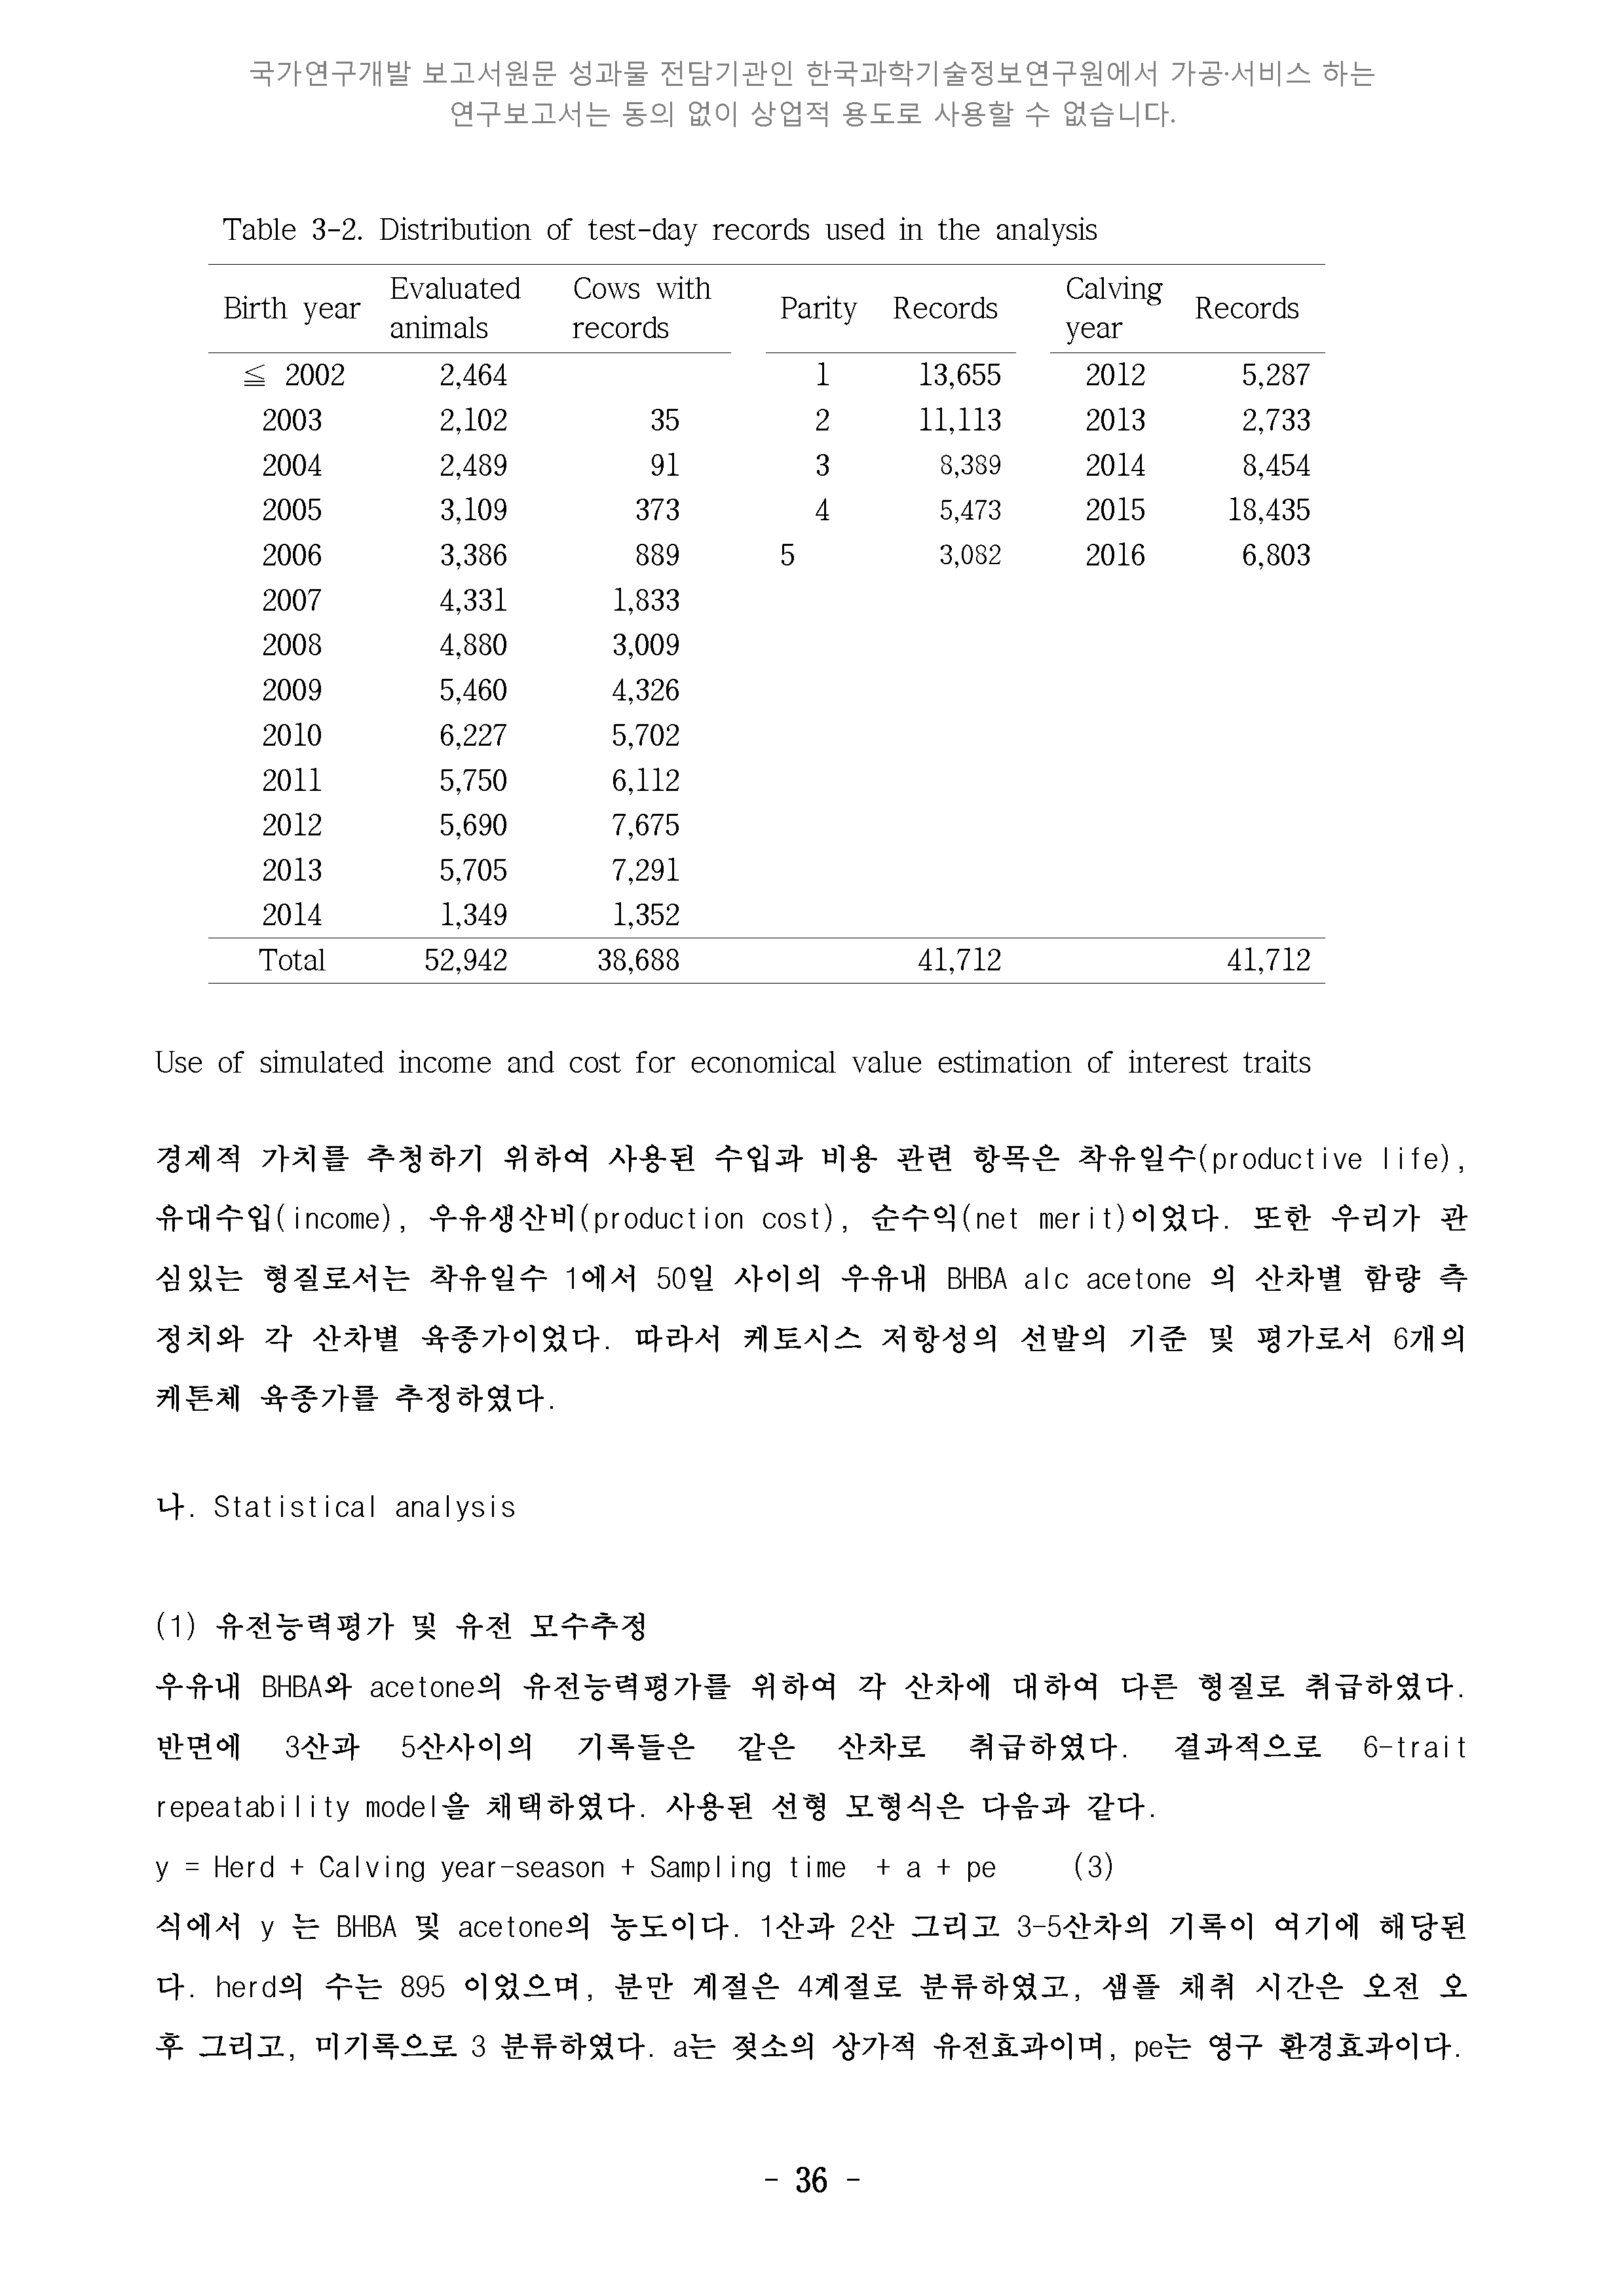 국가연구개발 보고서원문 성과물 전담기관인 한국과학기술정보연구원에서 가공·서비스 하는
연구보고서는 동의 없이 상업적 용도로 사용할 수 없습니다.
Table 3-2. Distribution of test-day records used in the analysis
Birth year Evaluated animals Cows with records Parity Records Calving year Records
≦ 2002 2,464 1 13,655 2012 5,287
2003 2,102 35 2 11,113 2013 2,733
2004 2,489 91 3 8,389 2014 8,454
2005 3,109 373 4 5,473 2015 18,435
2006 3,386 889 5 3,082 2016 6,803
2007 4,331 1,833
2008 4,880 3,009
2009 5,460 4,326
2010 6,227 5,702
2011 5,750 6,112
2012 5,690 7,675
2013 5,705 7,291
2014 1,349 1,352
Total 52,942 38,688 41,712 41,712
Use of simulated income and cost for economical value estimation of interest traits
경제적 가치를 추청하기 위하여 사용된 수입과 비용 관련 항목은 착유일수(productive life),
유대수입(income), 우유생산비(production cost), 순수익(net merit)이었다. 또한 우리가 관
심있는 형질로서는 착유일수 1에서 50일 사이의 우유내 BHBA alc acetone 의 산차별 함량 측
정치와 각 산차별 육종가이었다. 따라서 케토시스 저항성의 선발의 기준 및 평가로서 6개의
케톤체 육종가를 추정하였다.
나. Statistical analysis
(1) 유전능력평가 및 유전 모수추정
우유내 BHBA와 acetone의 유전능력평가를 위하여 각 산차에 대하여 다른 형질로 취급하였다.
반면에 3산과 5산사이의 기록들은 같은 산차로 취급하였다. 결과적으로 6-trait
repeatability model을 채택하였다. 사용된 선형 모형식은 다음과 같다.
y = Herd + Calving year-season + Sampling time + a + pe (3)
식에서 y 는 BHBA 및 acetone의 농도이다. 1산과 2산 그리고 3-5산차의 기록이 여기에 해당된
다. herd의 수는 895 이었으며, 분만 계절은 4계절로 분류하였고, 샘플 채취 시간은 오전 오
후 그리고, 미기록으로 3 분류하였다. a는 젖소의 상가적 유전효과이며, pe는 영구 환경효과이다.
- 36 -